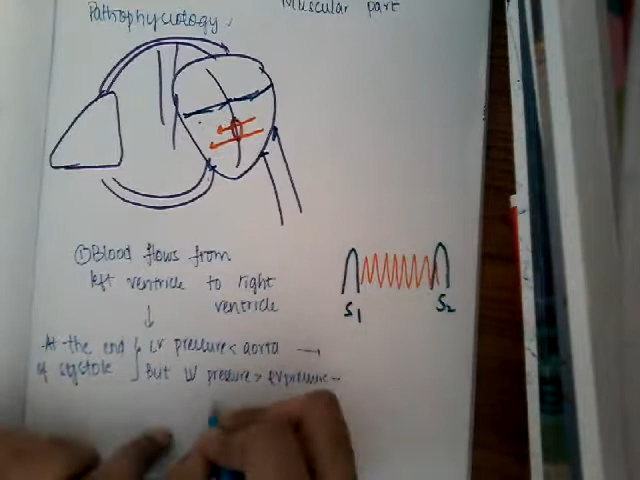 Pathophyciology,
Muscular part
① Blood flows from
left ventricle to right
ventricle
↓
At the end of systole
LV pressure < aorta →
But LV pressure > RV pressure –
S1
S2